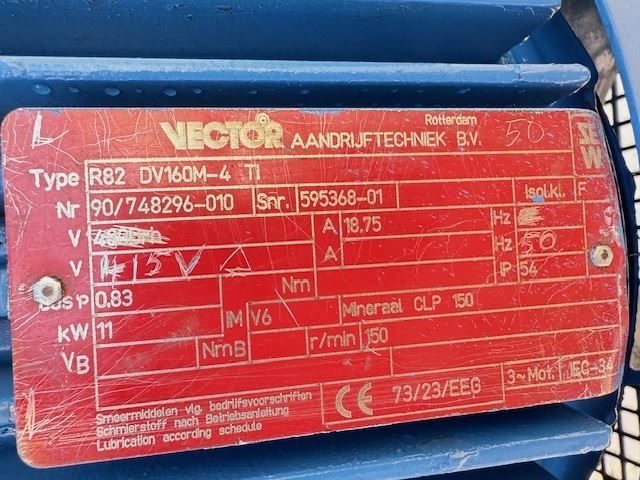 Rotterdam
VECTOR AANDRIJFTECHNIEK B.V. 50 SEW
Type R82 DV160M-4 TI
Nr 90/748296-010 Snr. 595368-01 Isol.kl. F
V A 18,75 Hz
V 415V A Hz 50
Nm IP 54
cos φ 0,83
kW 11 IM V6 Mineraal CLP 150
VB NmB r/min 150
Smeermiddelen vlg. bedrijfsvoorschriften
Schmierstoff nach Betriebsanleitung
Lubrication according schedule
CE 73/23/EEG 3~Mot. IEC-34